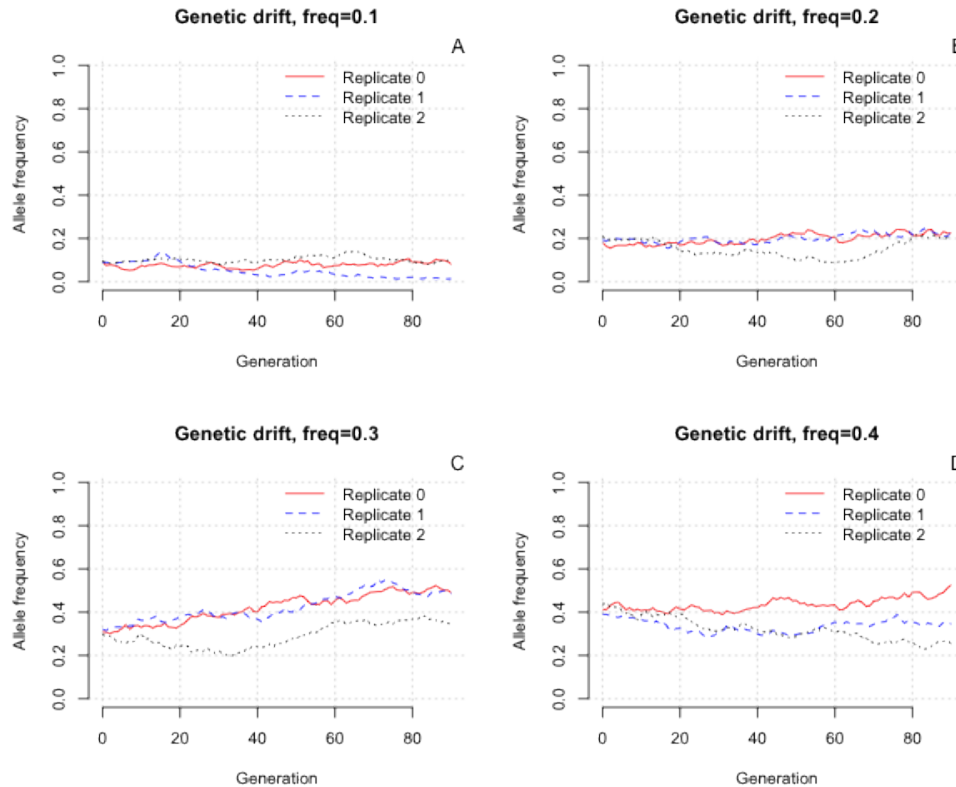 Genetic drift, freq=0.1
A
Allele frequency
1.0
0.8
0.6
0.4
0.2
0.0
Replicate 0
Replicate 1
Replicate 2
0 20 40 60 80
Generation
Genetic drift, freq=0.2
Allele frequency
1.0
0.8
0.6
0.4
0.2
0.0
Replicate 0
Replicate 1
Replicate 2
0 20 40 60 80
Generation
Genetic drift, freq=0.3
C
Allele frequency
1.0
0.8
0.6
0.4
0.2
0.0
Replicate 0
Replicate 1
Replicate 2
0 20 40 60 80
Generation
Genetic drift, freq=0.4
D
Allele frequency
1.0
0.8
0.6
0.4
0.2
0.0
Replicate 0
Replicate 1
Replicate 2
0 20 40 60 80
Generation